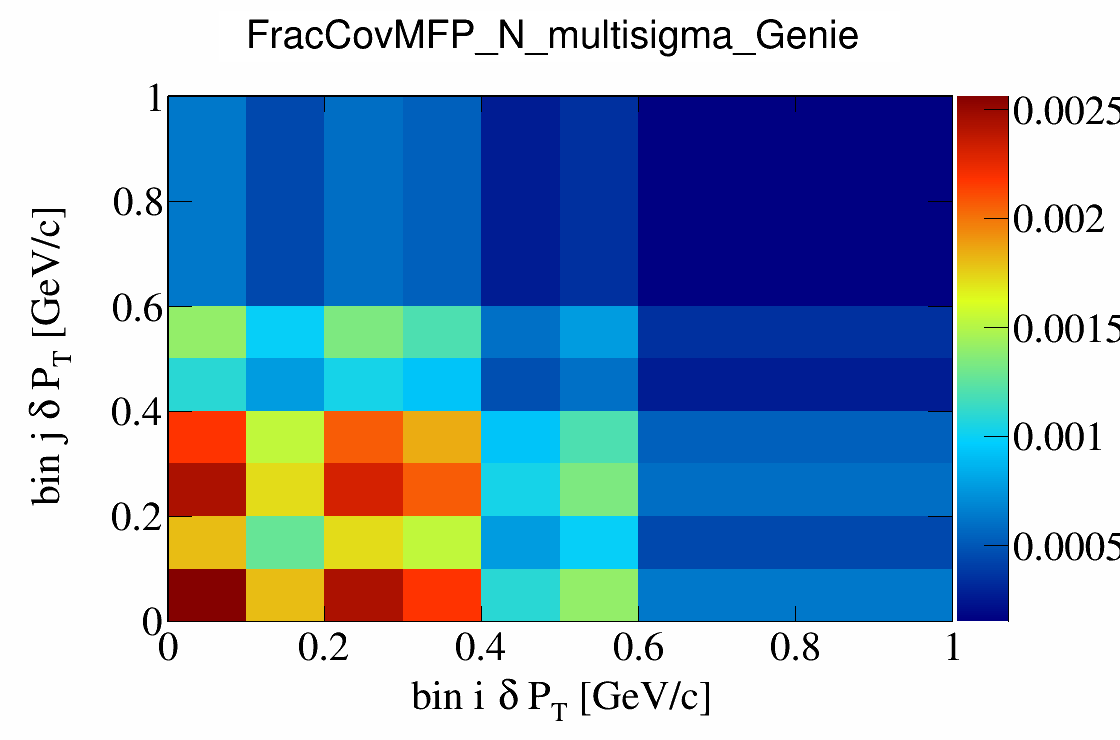 FracCovMFP_N_multisigma_Genie
1
0.8
0.6
0.4
0.2
0
bin j δ P_T [GeV/c]
0 0.2 0.4 0.6 0.8 1
bin i δ P_T [GeV/c]
0.0025
0.002
0.0015
0.001
0.0005